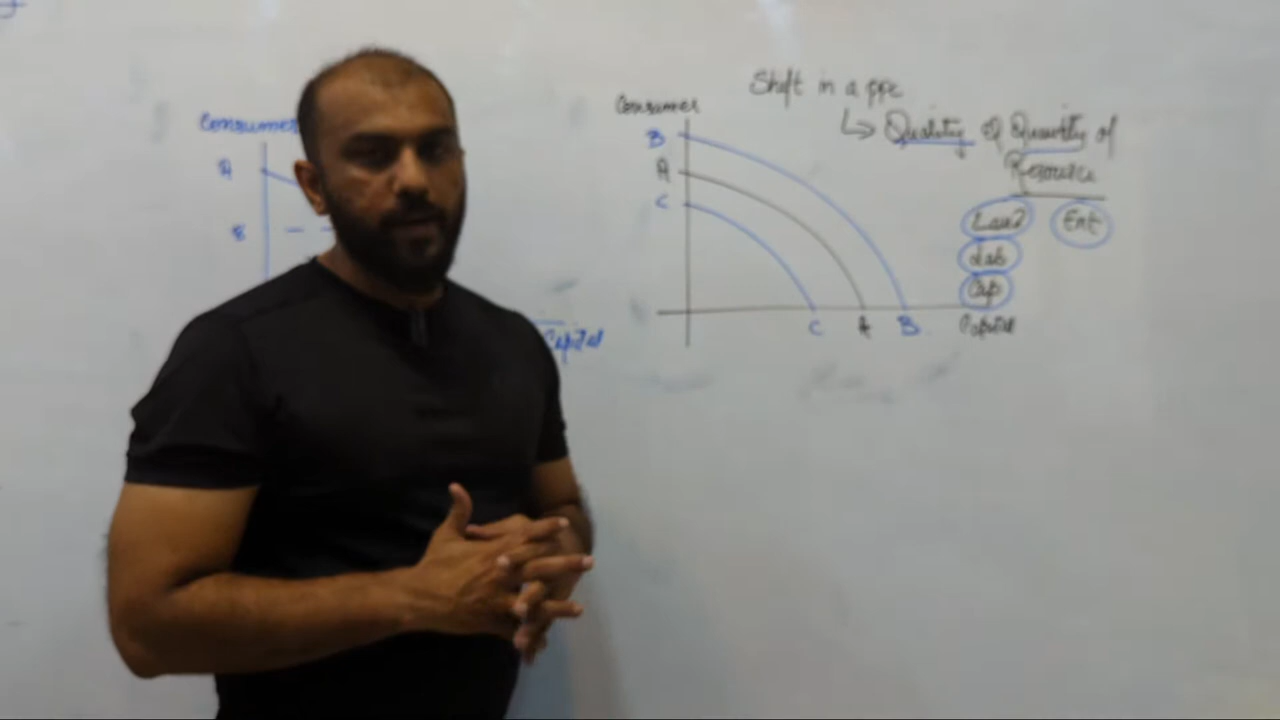 Consumer
A
B
Capital
Shift in a ppc
↳ Quality & Quantity of
Resource
Land Ent
Lab
Cap
Consumer
B
A
C
C A B Capital